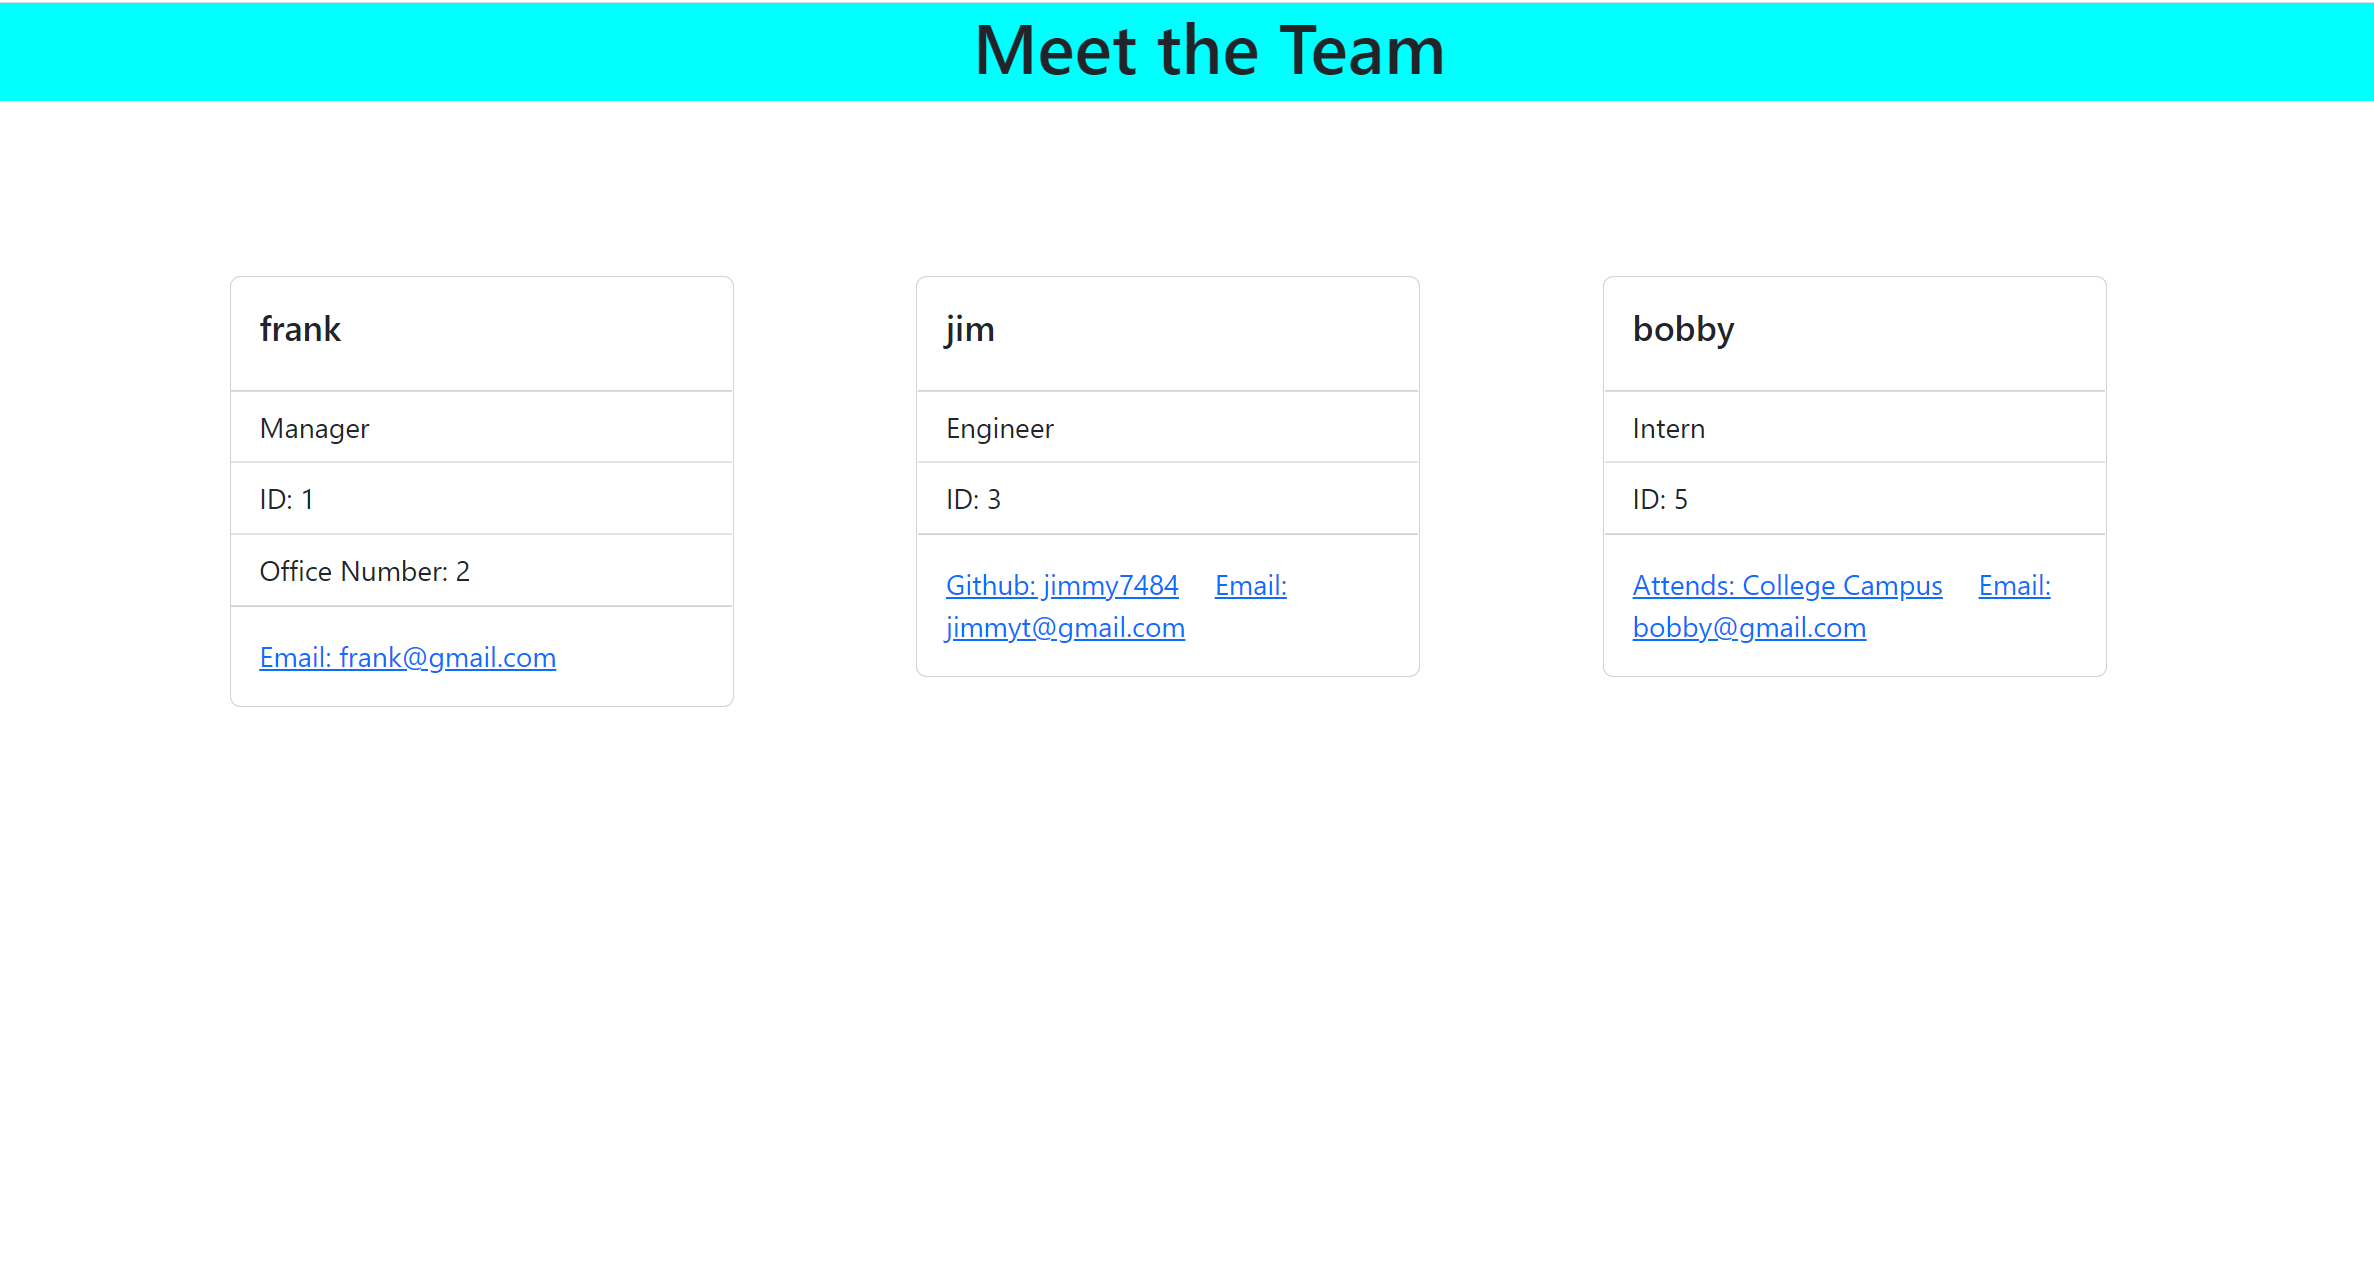 Meet the Team
frank
Manager
ID: 1
Office Number: 2
Email: frank@gmail.com
jim
Engineer
ID: 3
Github: jimmy7484 Email:
jimmyt@gmail.com
bobby
Intern
ID: 5
Attends: College Campus Email:
bobby@gmail.com